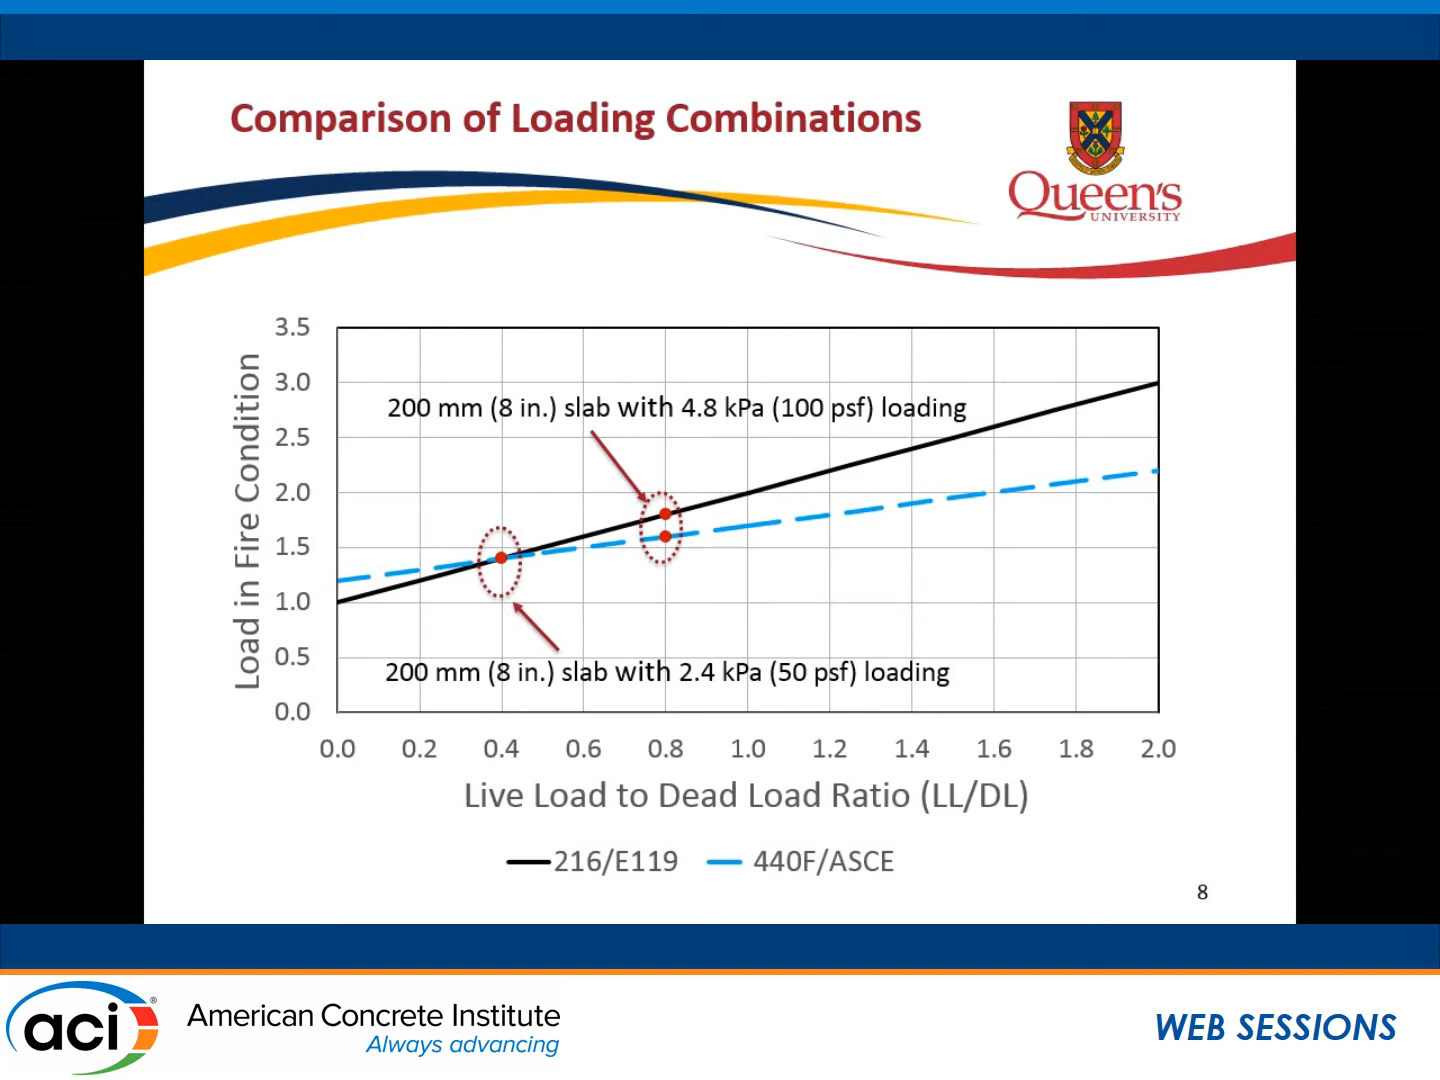 Comparison of Loading Combinations
Queen's
UNIVERSITY
3.5
3.0
2.5
2.0
1.5
1.0
0.5
0.0
Load in Fire Condition
200 mm (8 in.) slab with 4.8 kPa (100 psf) loading
200 mm (8 in.) slab with 2.4 kPa (50 psf) loading
0.0 0.2 0.4 0.6 0.8 1.0 1.2 1.4 1.6 1.8 2.0
Live Load to Dead Load Ratio (LL/DL)
216/E119 440F/ASCE
8
aci®
American Concrete Institute
Always advancing
WEB SESSIONS